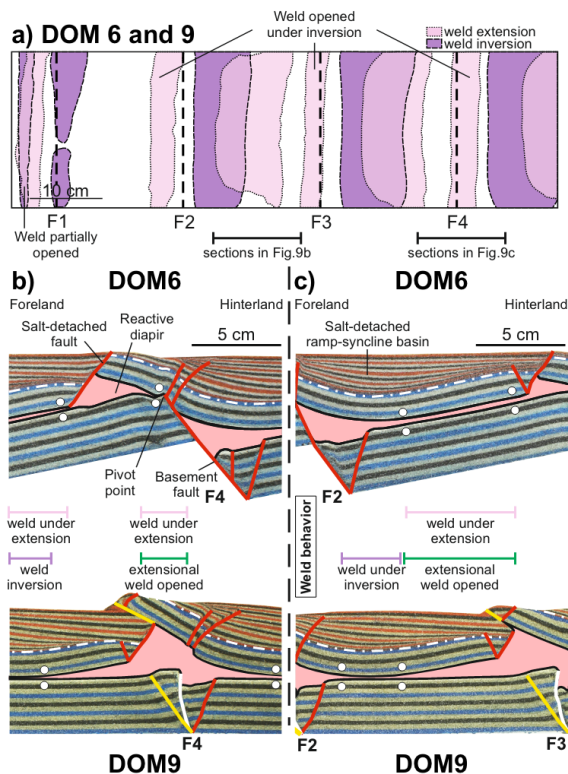 a) DOM 6 and 9
Weld opened
under inversion
weld extension
weld inversion
10 cm
F1
F2
F3
F4
Weld partially
opened
sections in Fig.9b
sections in Fig.9c
b)
DOM6
c)
DOM6
Foreland
Hinterland
Foreland
Hinterland
Salt-detached
fault
Reactive
diapir
5 cm
Salt-detached
ramp-syncline basin
5 cm
Pivot
point
Basement
fault
F4
F2
Weld behavior
weld under
extension
weld under
extension
weld under
extension
weld
inversion
extensional
weld opened
weld under
inversion
extensional
weld opened
F4
F2
F3
DOM9
DOM9